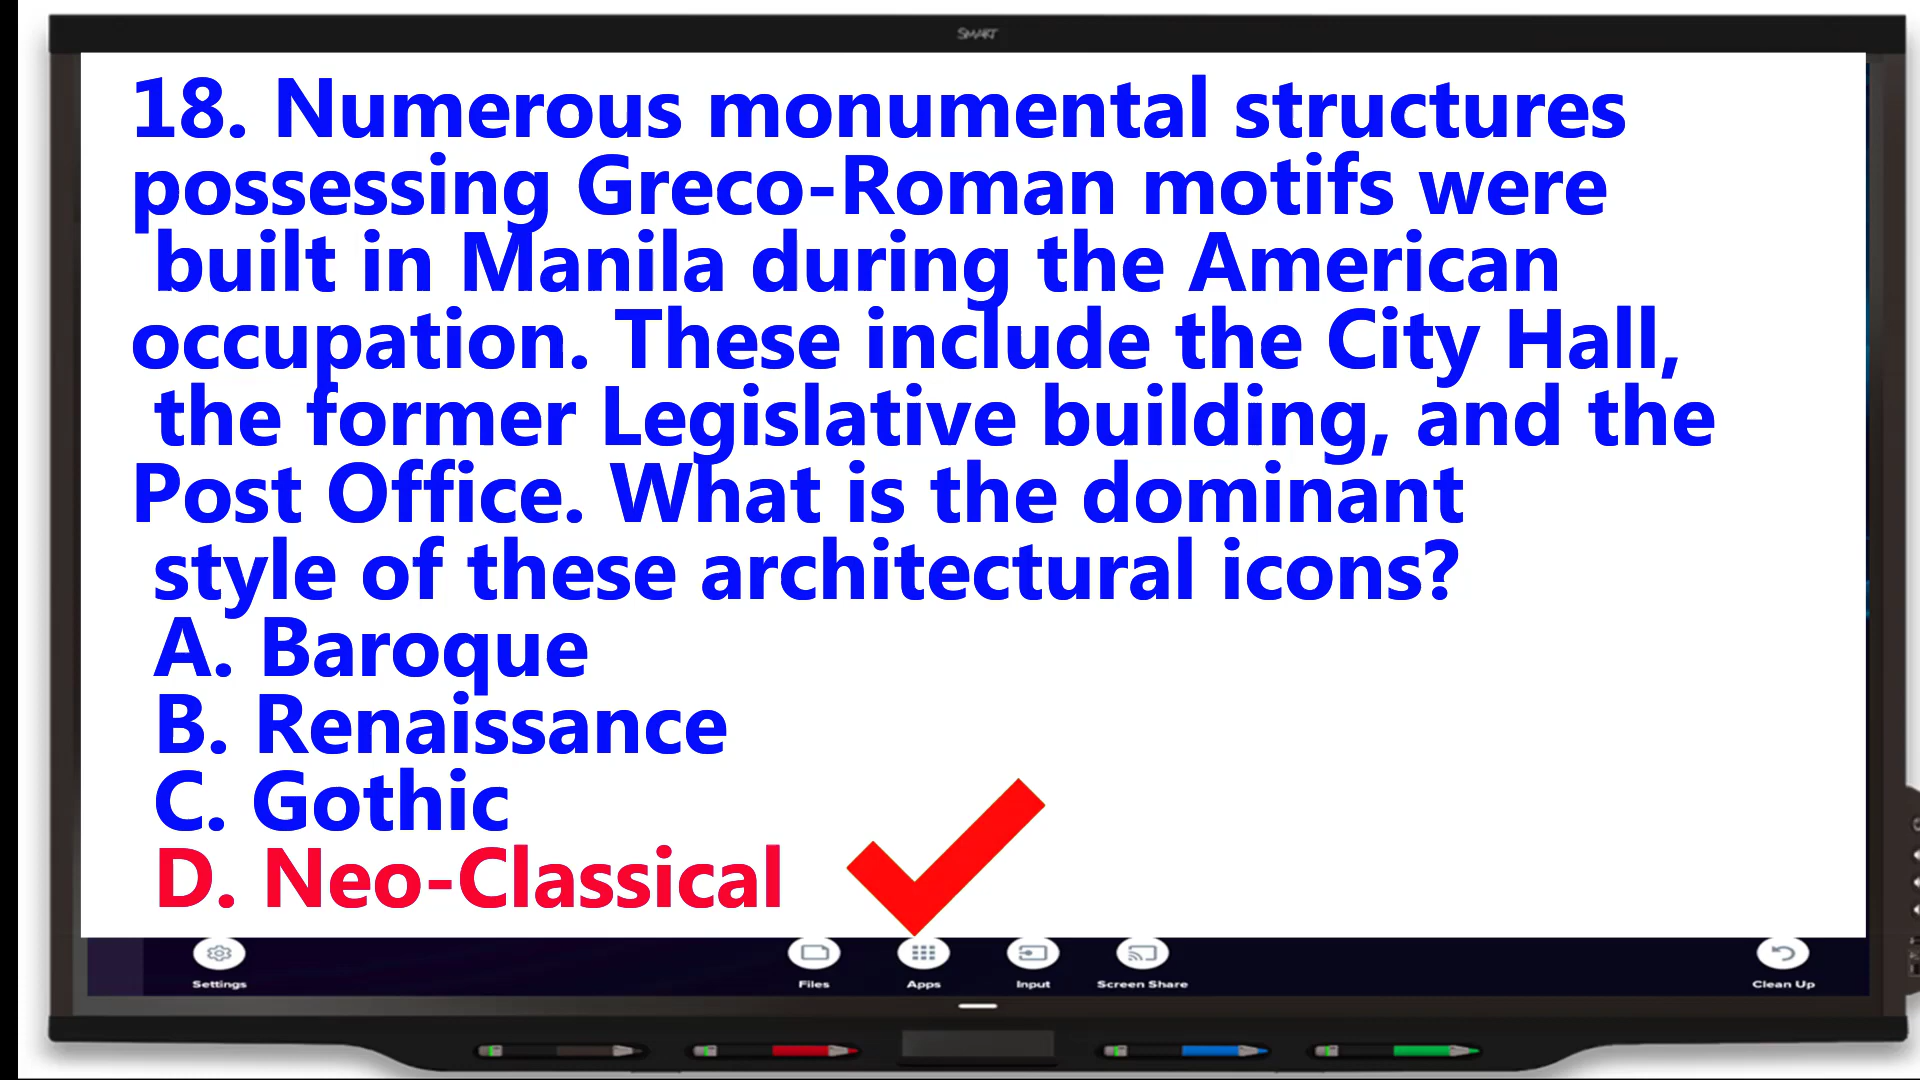 SMART
18. Numerous monumental structures
possessing Greco-Roman motifs were
built in Manila during the American
occupation. These include the City Hall,
the former Legislative building, and the
Post Office. What is the dominant
style of these architectural icons?
A. Baroque
B. Renaissance
C. Gothic
D. Neo-Classical
Settings
Files
Apps
Input
Screen Share
Clean Up